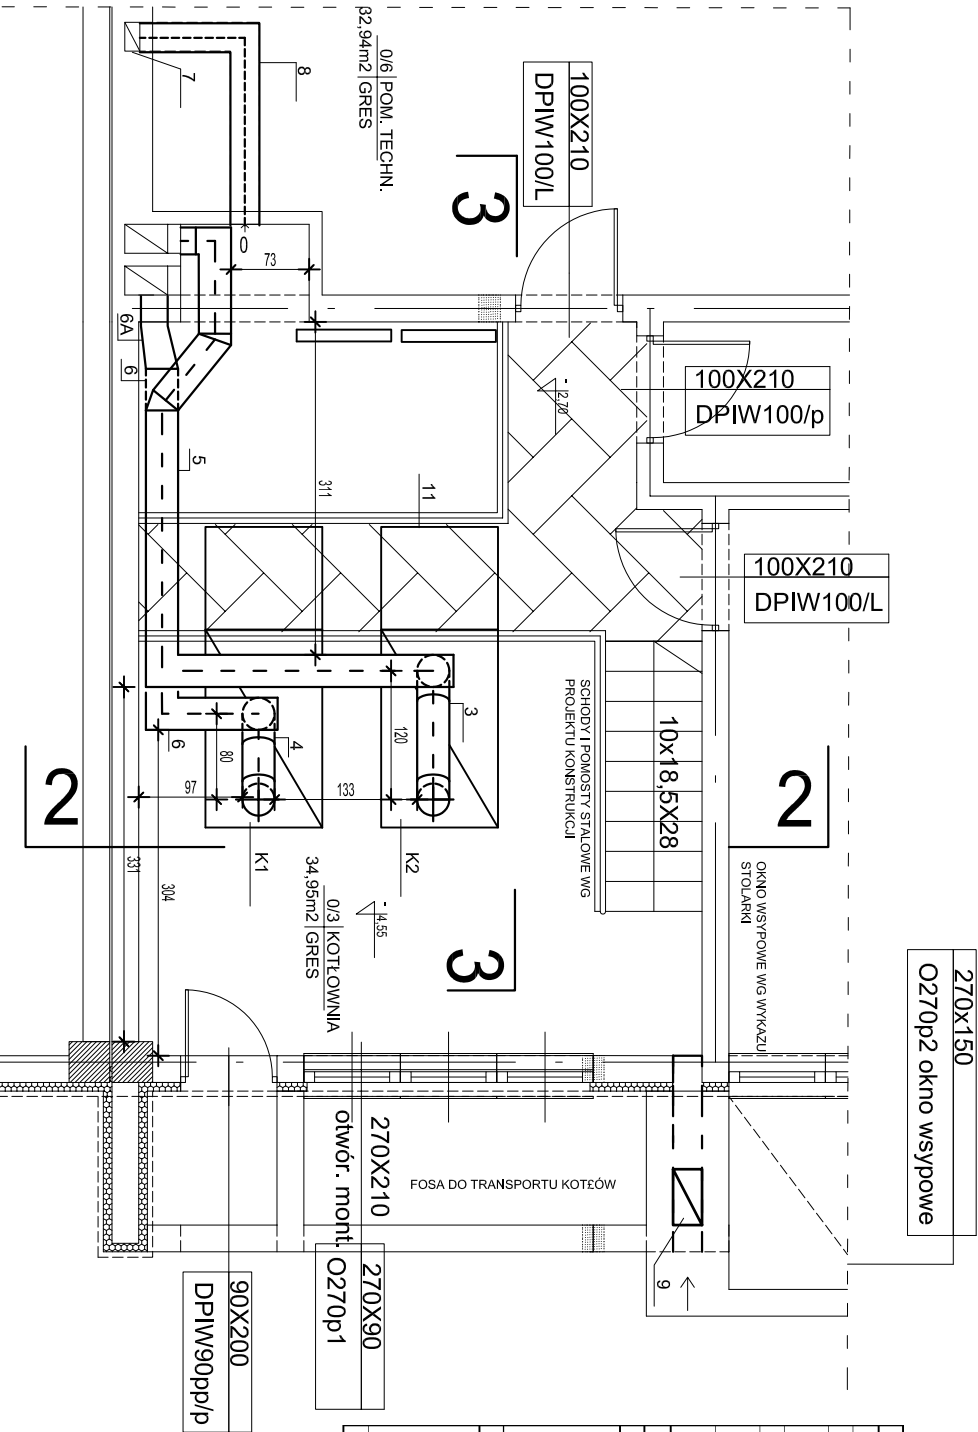 8
7
0/6 POM. TECHN.
32,94m2 GRES
100X210
DPIW100/L
3
0
73
6A
6
5
311
11
-
2,70
100X210
DPIW100/p
100X210
DPIW100/L
3
4
6
120
80
97
133
2
2
K1
K2
10x18,5X28
SCHODY I POMOSTY STALOWE WG
PROJEKTU KONSTRUKCJI
OKNO WSYPOWE WG WYKAZU
STOLARKI
331
304
0/3 KOTŁOWNIA
34,95m2 GRES
-
4,55
3
270x150
O270p2 okno wsypowe
270X210
otwór. mont.
FOSA DO TRANSPORTU KOTŁÓW
9
270X90
O270p1
90X200
DPIW90pp/p